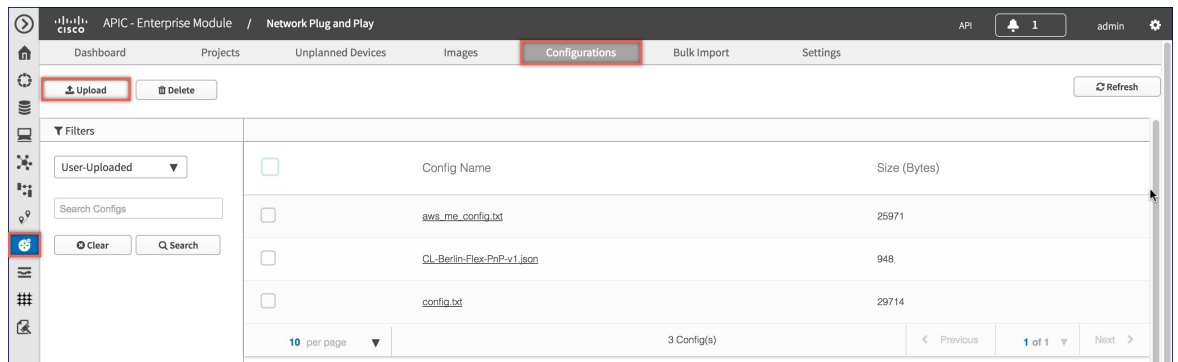 CISCO APIC - Enterprise Module / Network Plug and Play API 1 admin
Dashboard Projects Unplanned Devices Images Configurations Bulk Import Settings
Upload Delete Refresh
Filters
User-Uploaded Config Name Size (Bytes)
Search Configs aws_me_config.txt 25971
Clear Search
CL-Berlin-Flex-PnP-v1.json 948
config.txt 29714
10 per page 3 Config(s) Previous 1 of 1 Next